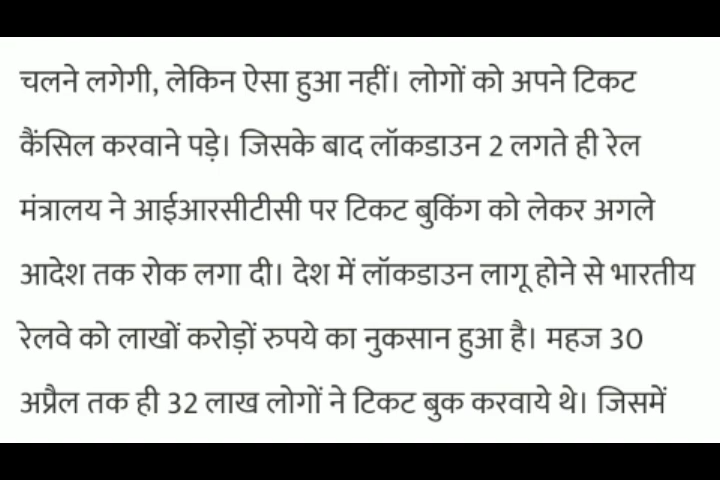 चलने लगेगी, लेकिन ऐसा हुआ नहीं। लोगों को अपने टिकट
कैंसिल करवाने पड़े। जिसके बाद लॉकडाउन 2 लगते ही रेल
मंत्रालय ने आईआरसीटीसी पर टिकट बुकिंग को लेकर अगले
आदेश तक रोक लगा दी। देश में लॉकडाउन लागू होने से भारतीय
रेलवे को लाखों करोड़ों रुपये का नुकसान हुआ है। महज 30
अप्रैल तक ही 32 लाख लोगों ने टिकट बुक करवाये थे। जिसमें